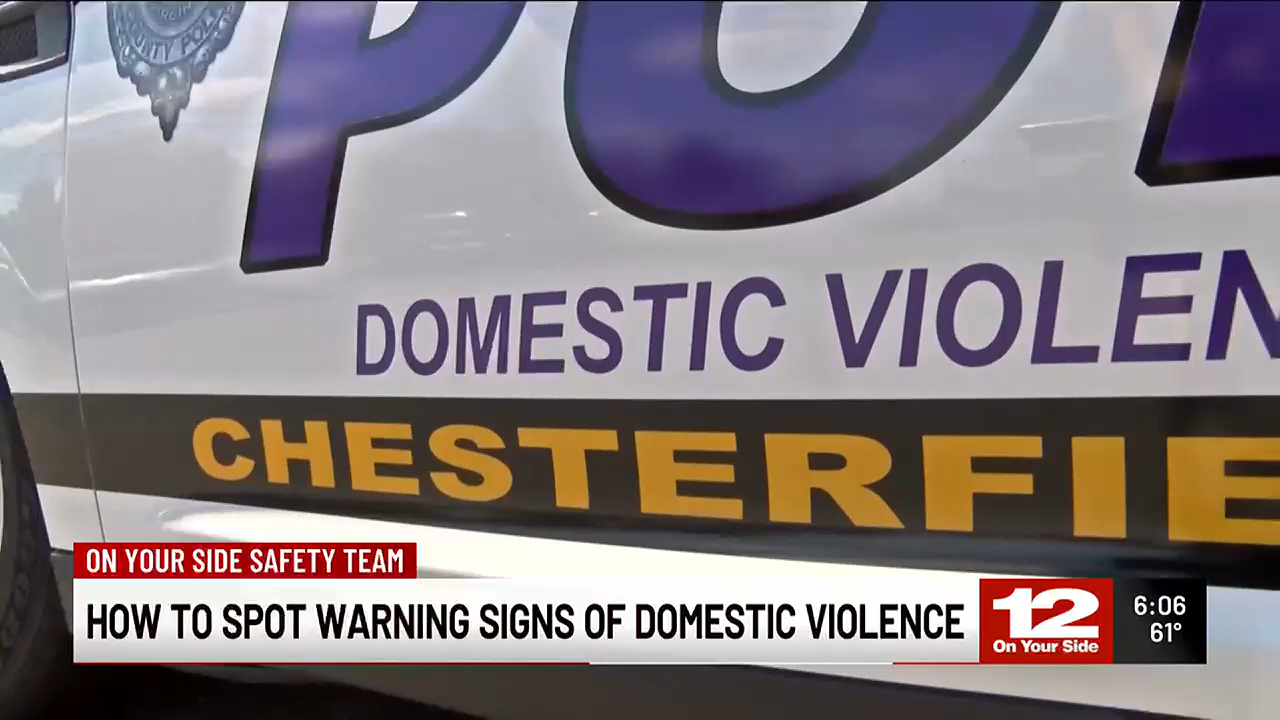 DOMESTIC VIOLEN
CHESTERFIE
ON YOUR SIDE SAFETY TEAM
HOW TO SPOT WARNING SIGNS OF DOMESTIC VIOLENCE
12
On Your Side
6:06
61°